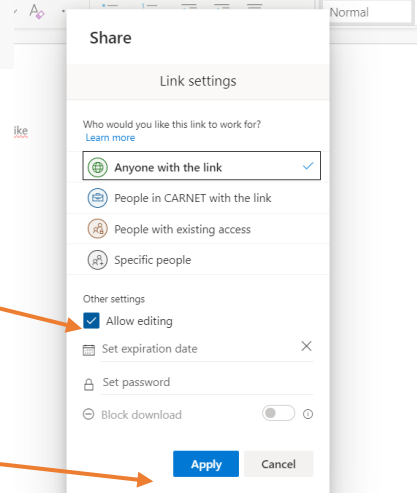 Normal
Share
Link settings
ike
Who would you like this link to work for?
Learn more
Anyone with the link
People in CARNET with the link
People with existing access
Specific people
Other settings
Allow editing
Set expiration date
Set password
Block download
Apply Cancel